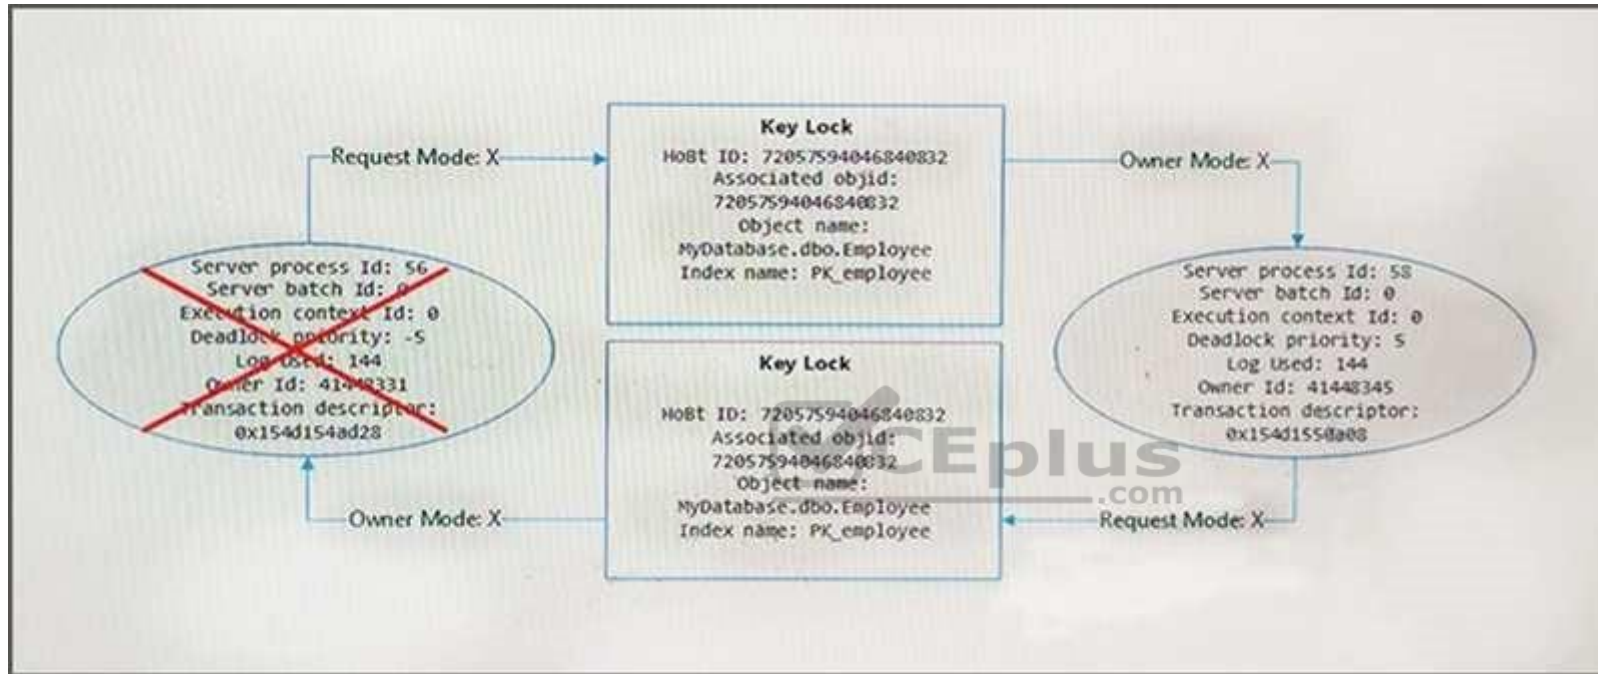 Key Lock
HoBt ID: 72057594046840832
Associated objid:
72057594046840832
Object name:
MyDatabase.dbo.Employee
Index name: PK_employee
Request Mode: X
Owner Mode: X
Server process Id: 56
Server batch Id: 0
Execution context Id: 0
Deadlock priority: -5
Log Used: 144
Owner Id: 41448331
Transaction descriptor:
0x154d154ad28
Server process Id: 58
Server batch Id: 0
Execution context Id: 0
Deadlock priority: 5
Log Used: 144
Owner Id: 41448345
Transaction descriptor:
0x154d1550a08
Key Lock
HoBt ID: 72057594046840832
Associated objid:
72057594046840832
Object name:
MyDatabase.dbo.Employee
Index name: PK_employee
Owner Mode: X
Request Mode: X
VCEplus
.com